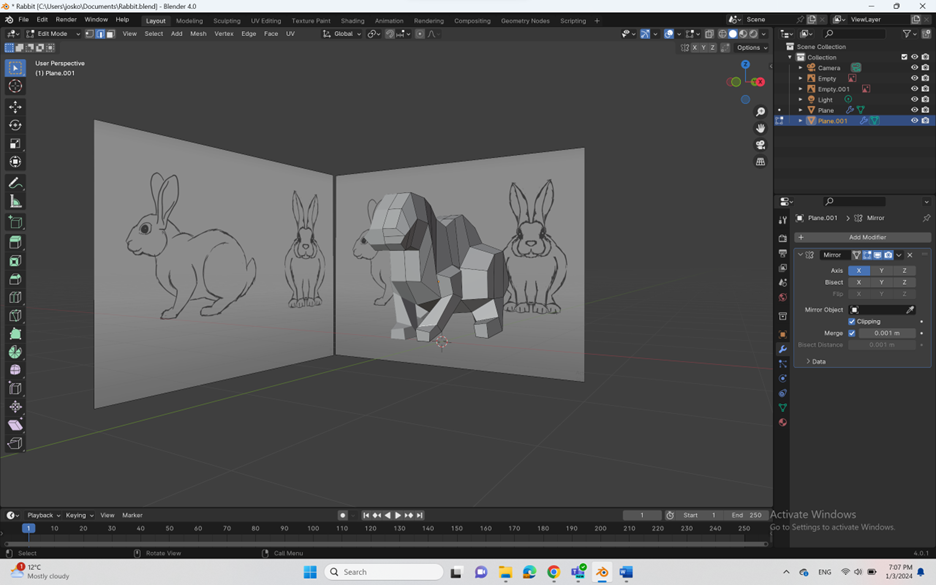 * Rabbit [C:\Users\josko\Documents\Rabbit.blend] - Blender 4.0
File Edit Render Window Help Layout Modeling Sculpting UV Editing Texture Paint Shading Animation Rendering Compositing Geometry Nodes Scripting + Scene ViewLayer
Edit Mode View Select Add Mesh Vertex Edge Face UV Global
X Y Z Options
User Perspective
(1) Plane.001
Z
X
Scene Collection
Collection
Camera
Empty
Empty.001
Light
Plane
Plane.001
Plane.001 > Mirror
+ Add Modifier
Mirror
Axis X Y Z
Bisect X Y Z
Flip X Y Z
Mirror Object
Clipping
Merge 0.001 m
Bisect Distance 0.001 m
Data
Playback Keying View Marker 1 Start 1 End 250
1 10 20 30 40 50 60 70 80 90 100 110 120 130 140 150 160 170 180 190 200 210 220 230 240 250
Activate Windows
Go to Settings to activate Windows.
Select Rotate View Call Menu 4.0.1
1
12°C
Mostly cloudy
Search
ENG
7:07 PM
1/3/2024